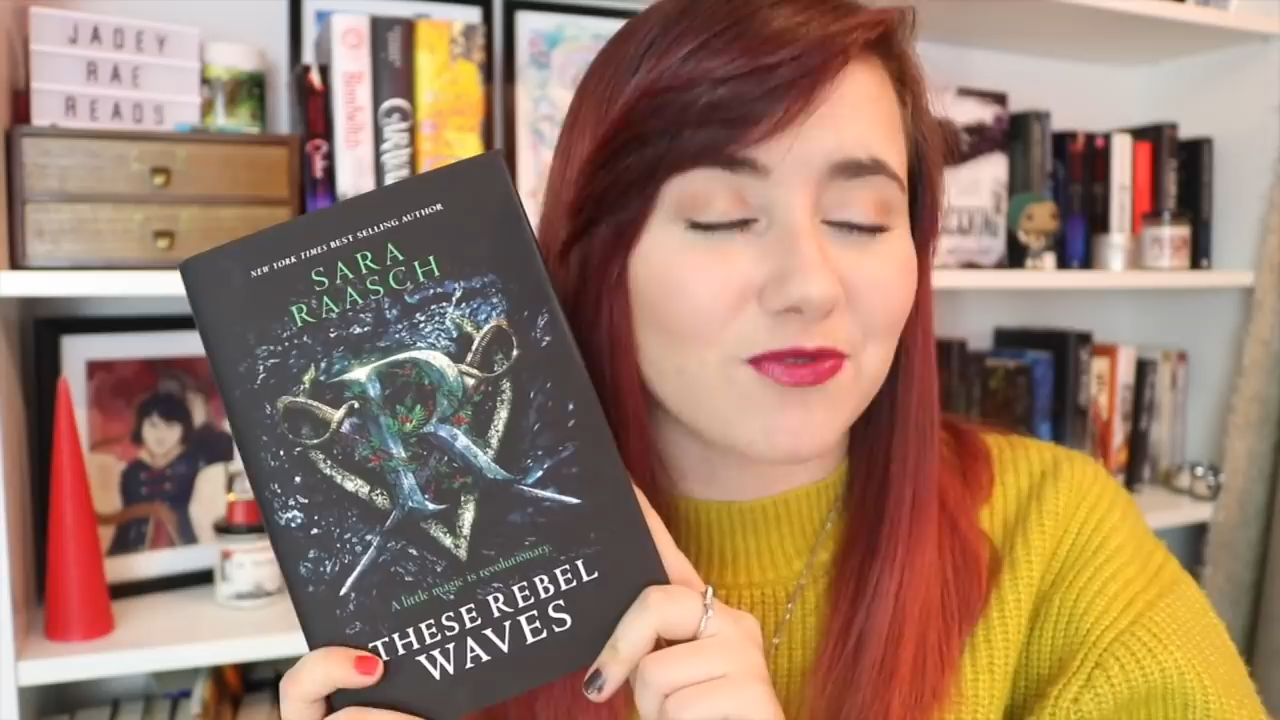 JADEY
RAE
READS
NEW YORK TIMES BEST SELLING AUTHOR
SARA
RAASCH
A little magic is revolutionary.
THESE REBEL
WAVES